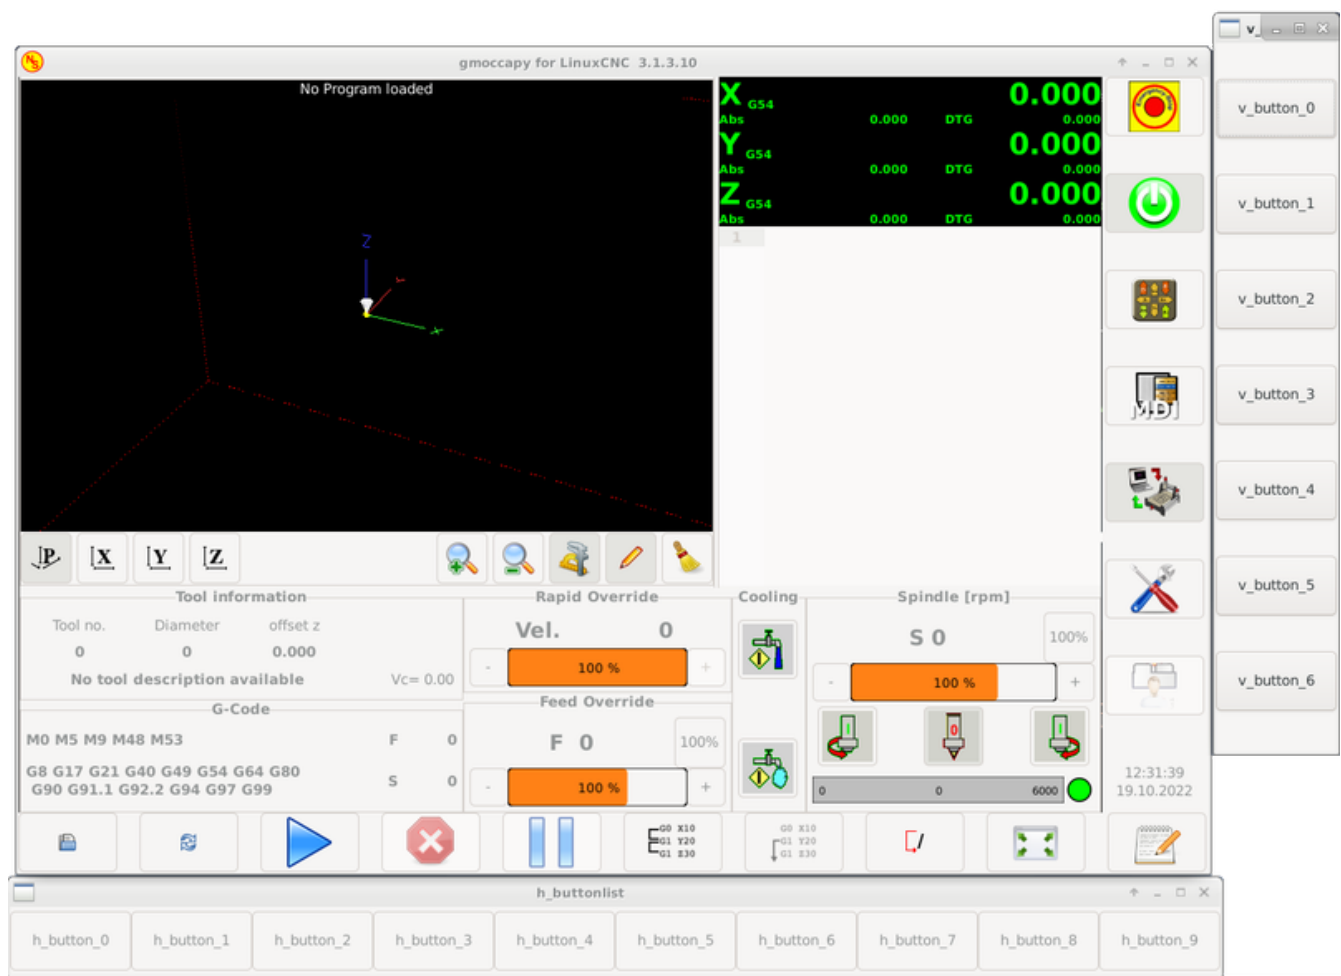 v_
gmoccapy for LinuxCNC 3.1.3.10
No Program loaded
X G54 0.000
Abs 0.000 DTG 0.000
Y G54 0.000
Abs 0.000 DTG 0.000
Z G54 0.000
Abs 0.000 DTG 0.000
1
Z
Y
X
MDI
v_button_0
v_button_1
v_button_2
v_button_3
v_button_4
v_button_5
v_button_6
P X Y Z
Tool information
Tool no. Diameter offset z
0 0 0.000
No tool description available Vc= 0.00
G-Code
M0 M5 M9 M48 M53 F 0
G8 G17 G21 G40 G49 G54 G64 G80
G90 G91.1 G92.2 G94 G97 G99
S 0
Rapid Override
Vel. 0
- 100 % +
Feed Override
F 0 100%
- 100 % +
Cooling
Spindle [rpm]
S 0 100%
- 100 % +
1 0 1
0 0 6000
12:31:39
19.10.2022
G0 X10
G1 Y20
G1 Z30
G0 X10
G1 Y20
G1 Z30
h_buttonlist
h_button_0 h_button_1 h_button_2 h_button_3 h_button_4 h_button_5 h_button_6 h_button_7 h_button_8 h_button_9